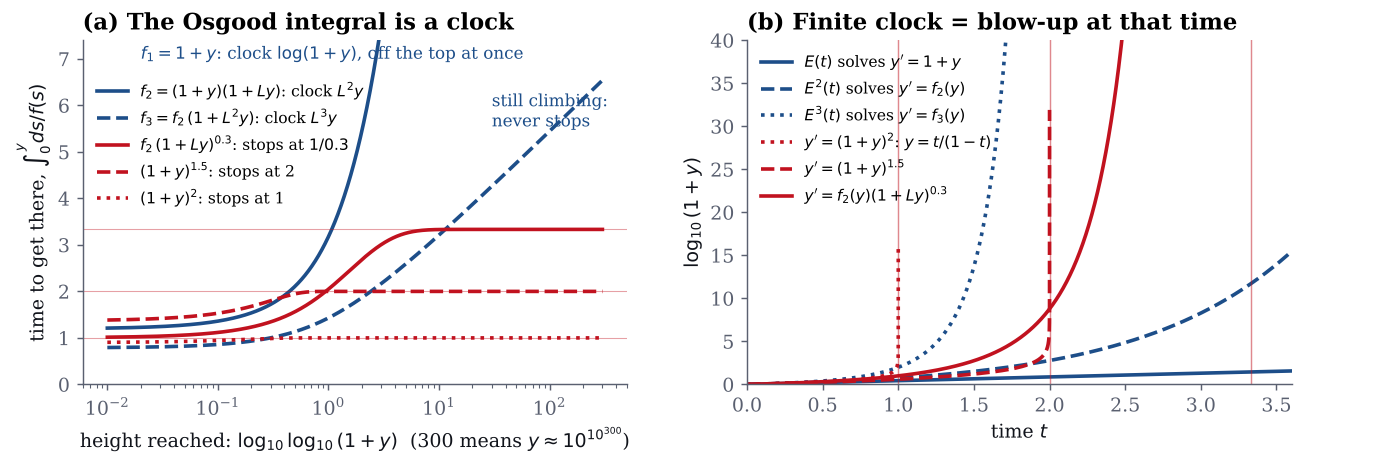 (a) The Osgood integral is a clock
f₁ = 1 + y: clock log(1 + y), off the top at once
f₂ = (1 + y)(1 + Ly): clock L²y
f₃ = f₂ (1 + L²y): clock L³y
f₂ (1 + Ly)^0.3: stops at 1/0.3
(1 + y)^1.5: stops at 2
(1 + y)²: stops at 1
still climbing:
never stops
time to get there, ∫₀^y ds/f(s)
7
6
5
4
3
2
1
0
10⁻² 10⁻¹ 10⁰ 10¹ 10²
height reached: log₁₀ log₁₀ (1 + y) (300 means y ≈ 10^10^300)
(b) Finite clock = blow-up at that time
E(t) solves y′ = 1 + y
E²(t) solves y′ = f₂(y)
E³(t) solves y′ = f₃(y)
y′ = (1 + y)²: y = t/(1 − t)
y′ = (1 + y)^1.5
y′ = f₂(y)(1 + Ly)^0.3
log₁₀ (1 + y)
40
35
30
25
20
15
10
5
0
0.0 0.5 1.0 1.5 2.0 2.5 3.0 3.5
time t